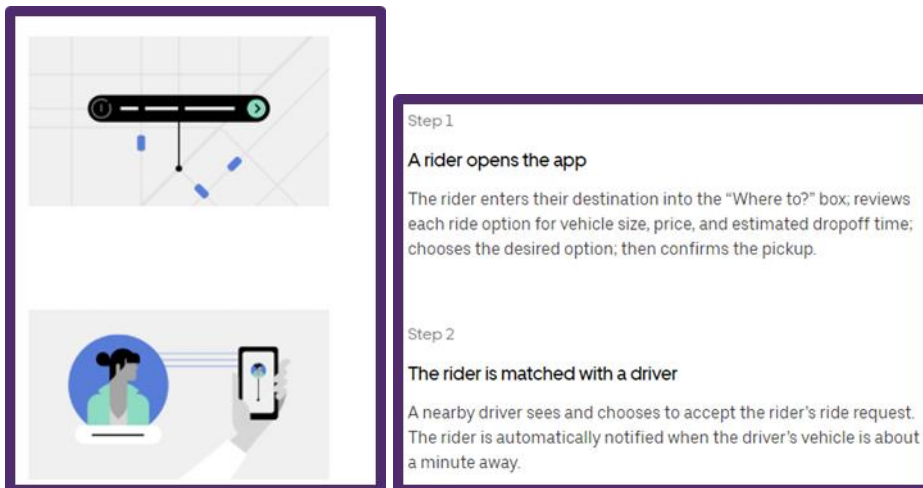 Step 1
A rider opens the app
The rider enters their destination into the “Where to?” box; reviews
each ride option for vehicle size, price, and estimated dropoff time;
chooses the desired option; then confirms the pickup.
Step 2
The rider is matched with a driver
A nearby driver sees and chooses to accept the rider's ride request.
The rider is automatically notified when the driver's vehicle is about
a minute away.